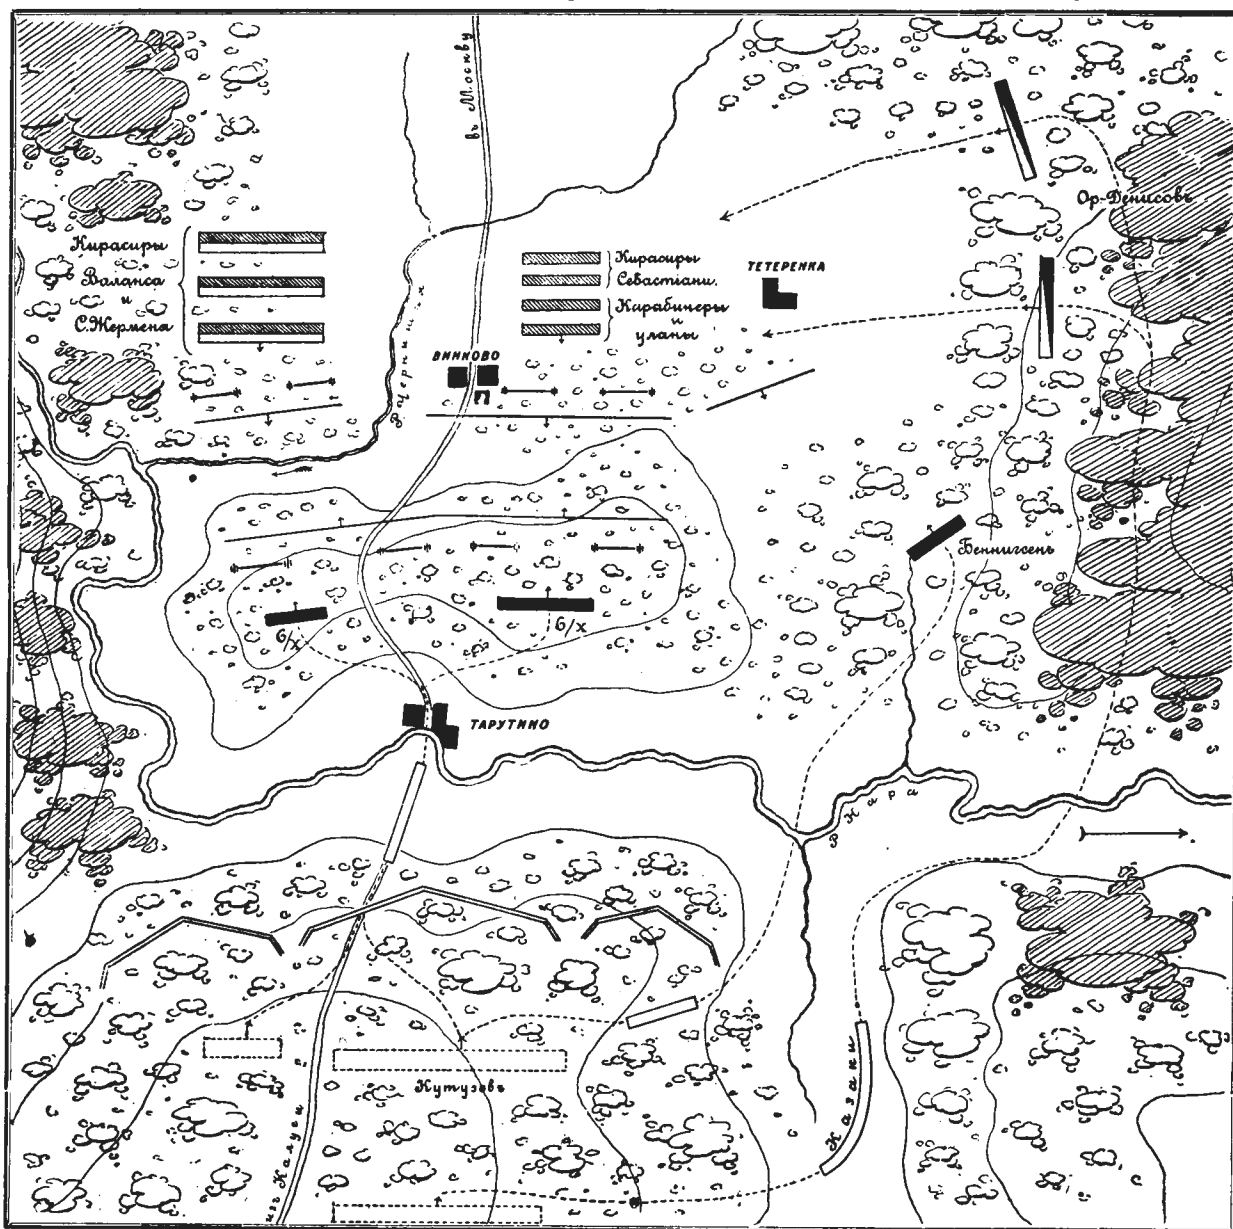 въ Москву
Ор-Денисовъ
Кирасиры
Валанса
и
С.Жермена
Кирасиры
Себастіани.
Карабинеры
и
уланы
ТЕТЕРЕНКА
ВИНКОВО
Беннигсенъ
6/X
6/X
ТАРУТИНО
Р Нара
Казаки
Кутузовъ
изъ Калуги